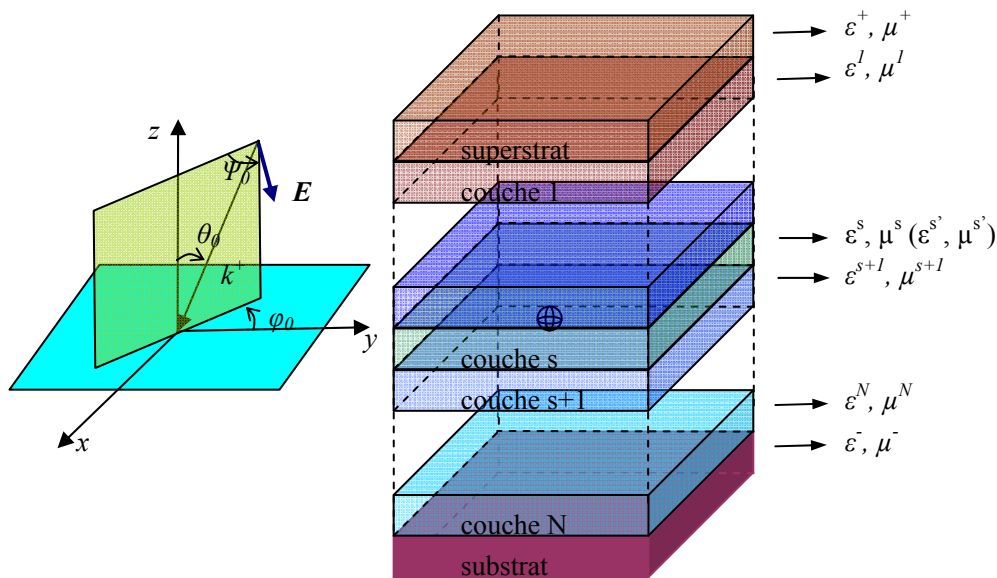 z
Ψ₀
E
θ₀
k⁺
φ₀
y
x
superstrat
couche 1
couche s
couche s+1
couche N
substrat
ε⁺, μ⁺
ε¹, μ¹
εˢ, μˢ (εˢ’, μˢ’)
εˢ⁺¹, μˢ⁺¹
εᴺ, μᴺ
ε⁻, μ⁻